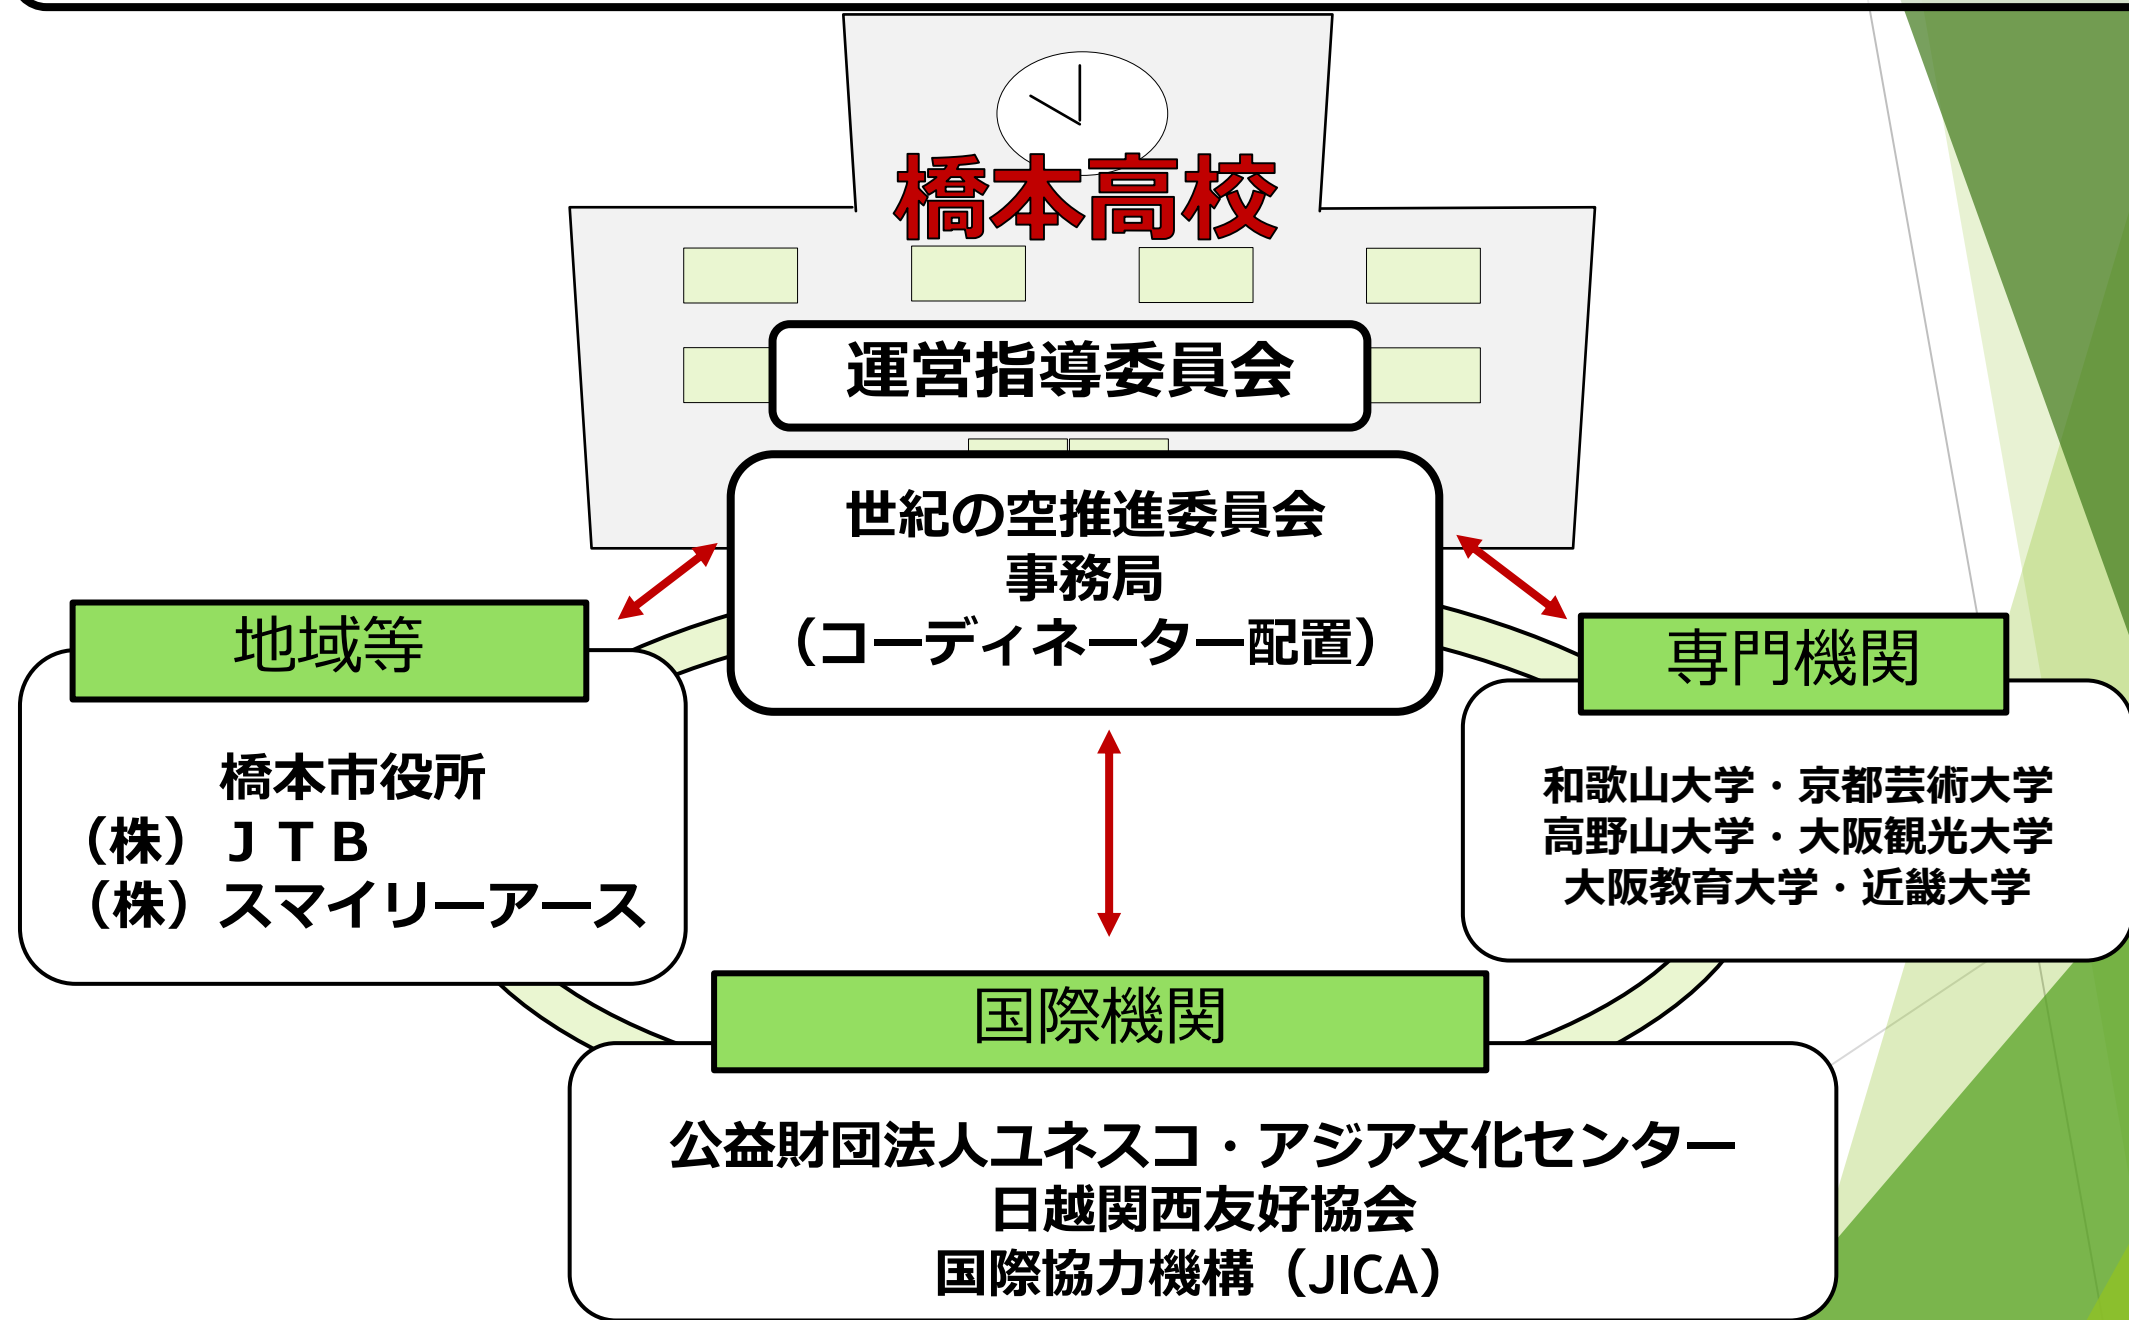 橋本高校
運営指導委員会
世紀の空推進委員会
事務局
（コーディネーター配置）
地域等
橋本市役所
（株）ＪＴＢ
（株）スマイリーアース
専門機関
和歌山大学・京都芸術大学
高野山大学・大阪観光大学
大阪教育大学・近畿大学
国際機関
公益財団法人ユネスコ・アジア文化センター
日越関西友好協会
国際協力機構（JICA）